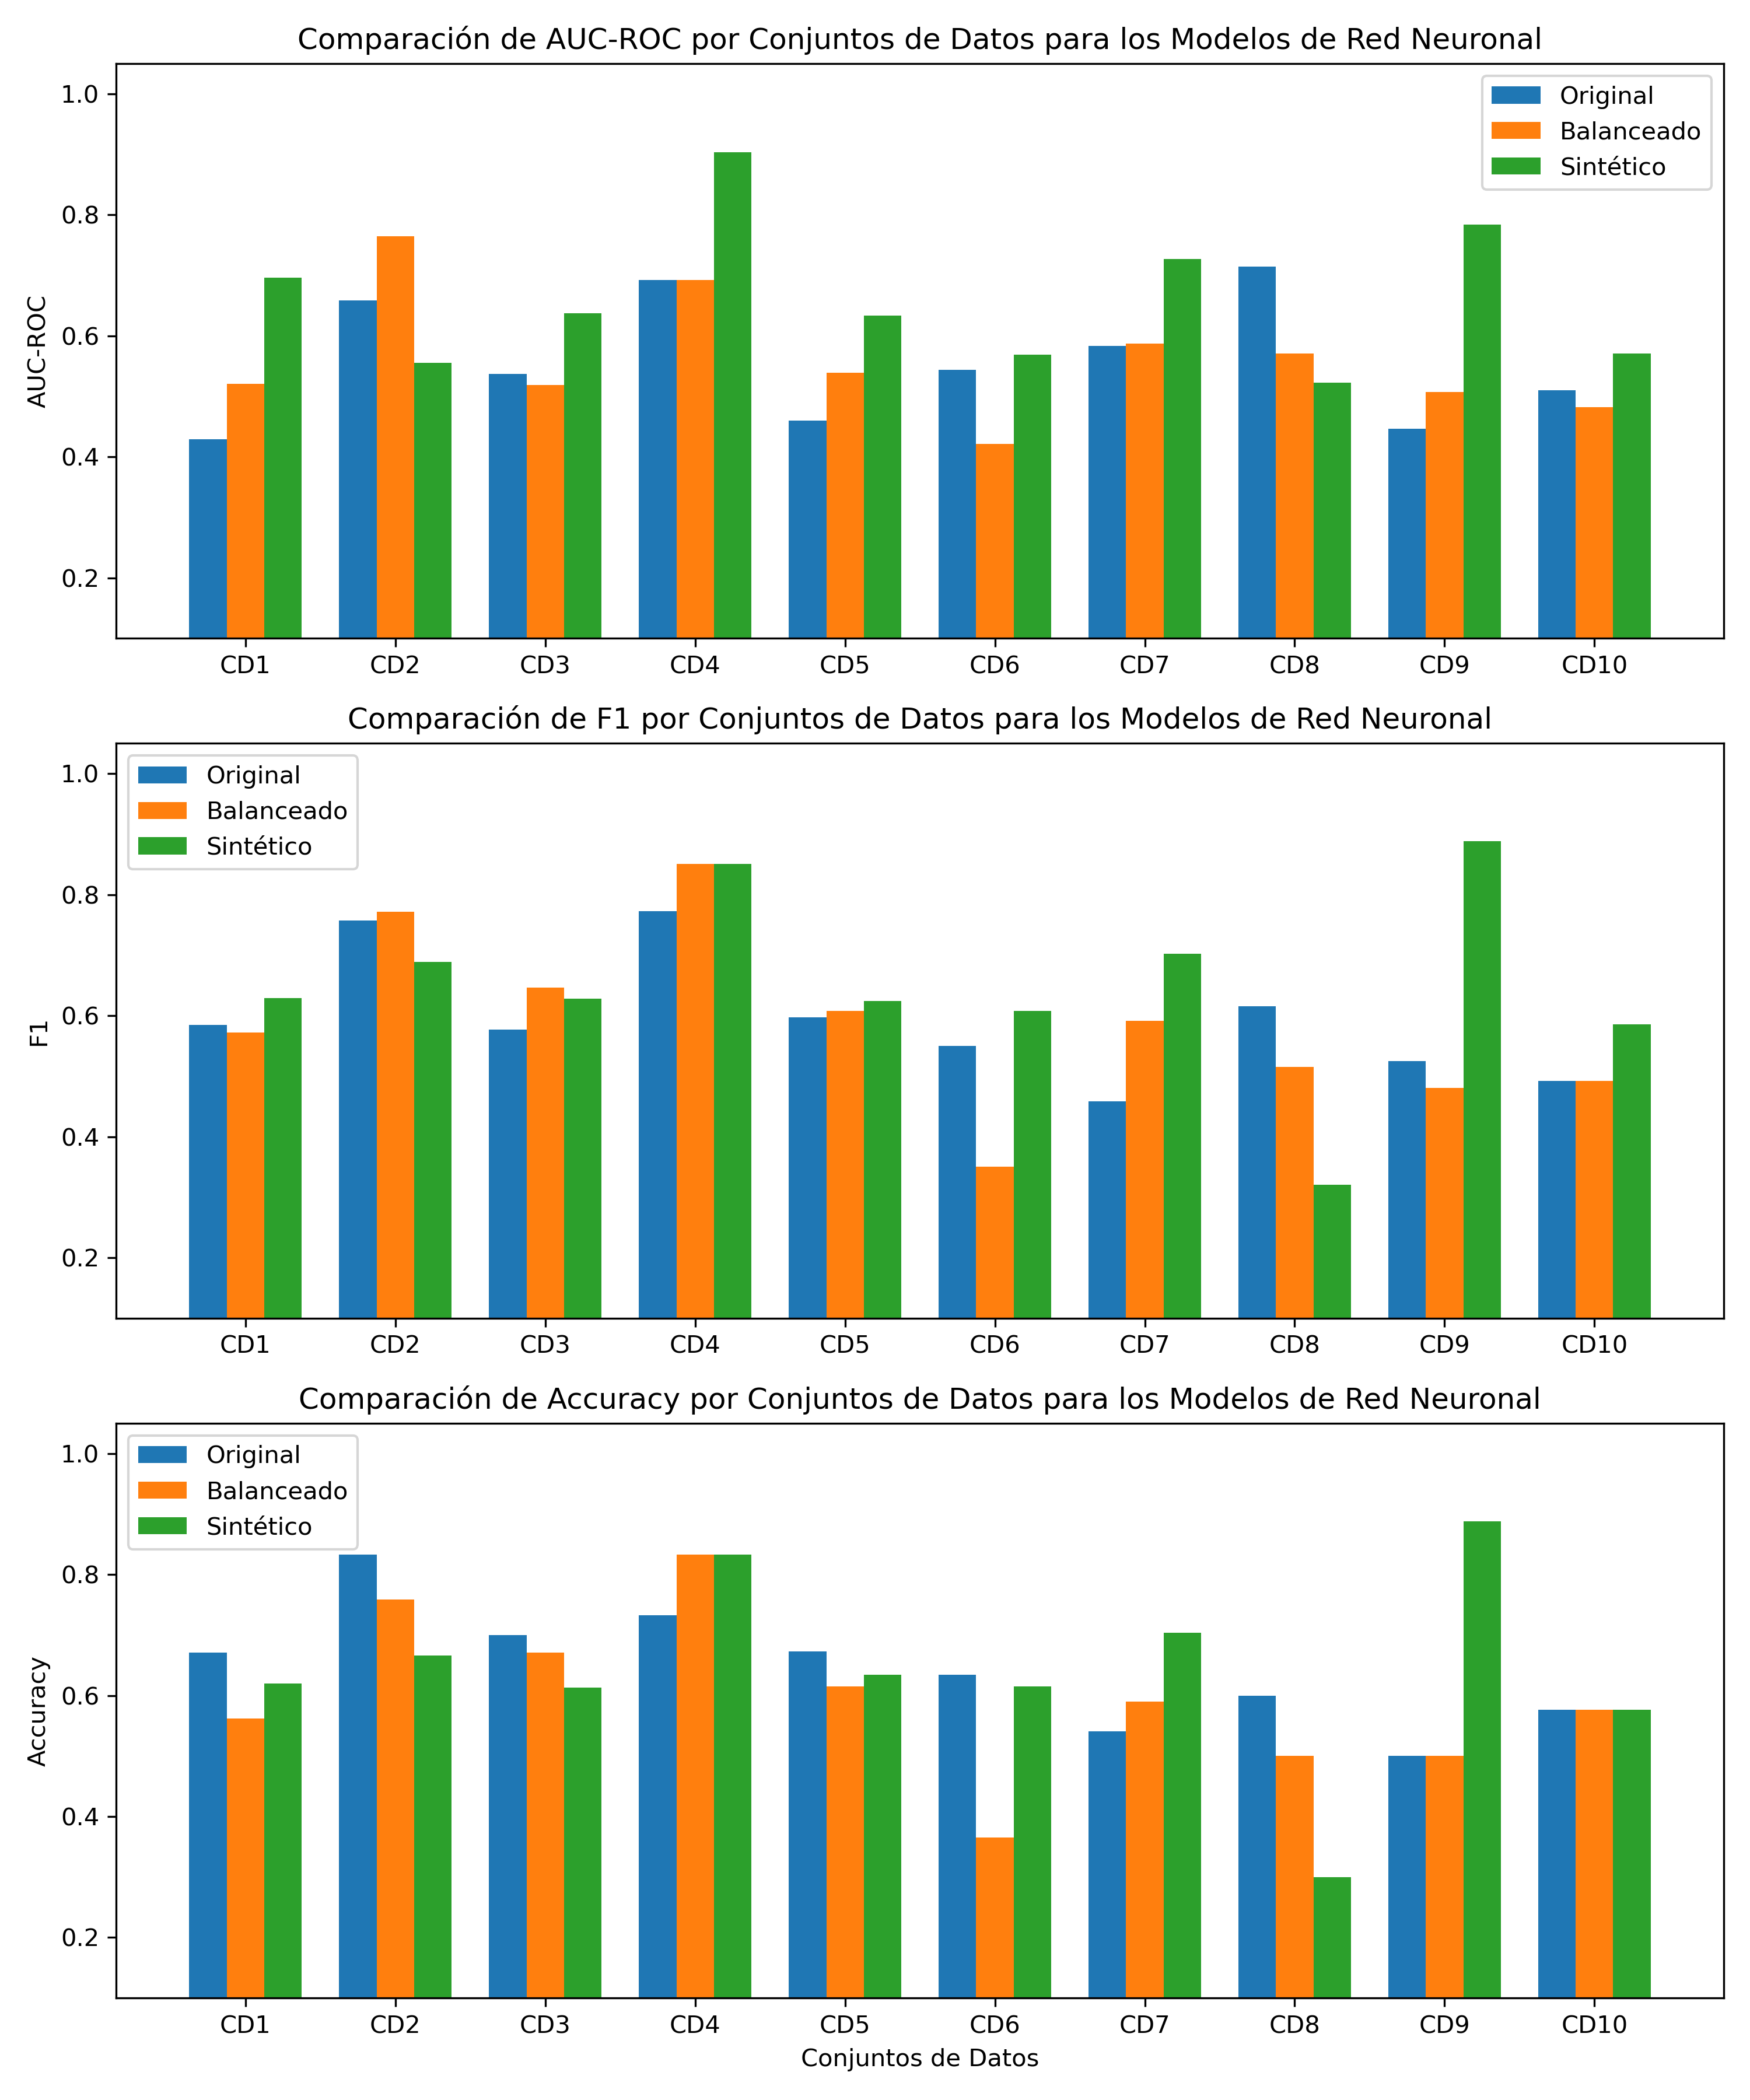 Comparación de AUC-ROC por Conjuntos de Datos para los Modelos de Red Neuronal
1.0
0.8
0.6
0.4
0.2
AUC-ROC
Original
Balanceado
Sintético
CD1 CD2 CD3 CD4 CD5 CD6 CD7 CD8 CD9 CD10
Comparación de F1 por Conjuntos de Datos para los Modelos de Red Neuronal
1.0
0.8
0.6
0.4
0.2
F1
Original
Balanceado
Sintético
CD1 CD2 CD3 CD4 CD5 CD6 CD7 CD8 CD9 CD10
Comparación de Accuracy por Conjuntos de Datos para los Modelos de Red Neuronal
1.0
0.8
0.6
0.4
0.2
Accuracy
Original
Balanceado
Sintético
CD1 CD2 CD3 CD4 CD5 CD6 CD7 CD8 CD9 CD10
Conjuntos de Datos